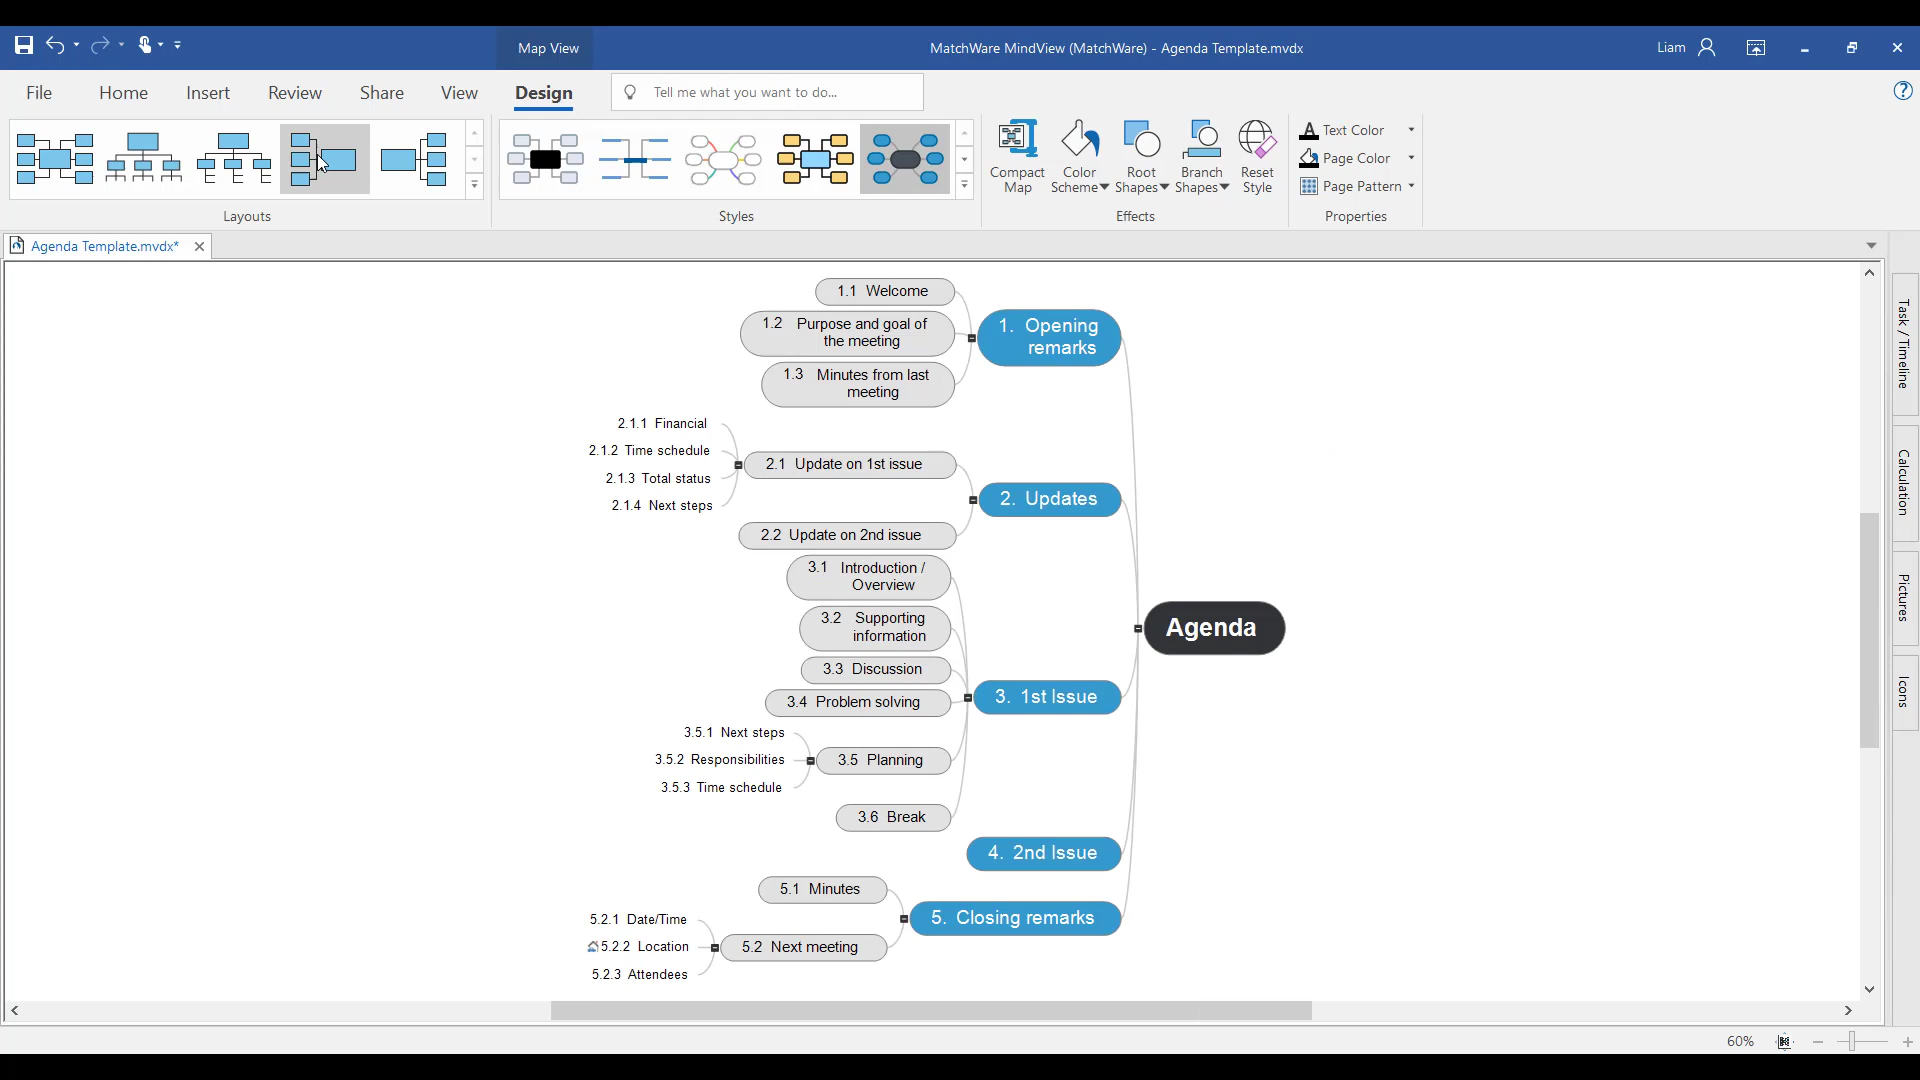 Map View
MatchWare MindView (MatchWare) - Agenda Template.mvdx
Liam
File
Home
Insert
Review
Share
View
Design
Tell me what you want to do...
Compact
Map
Color
Scheme
Root
Shapes
Branch
Shapes
Reset
Style
Text Color
Page Color
Page Pattern
Layouts
Styles
Effects
Properties
Agenda Template.mvdx*
1.1 Welcome
1.2 Purpose and goal of
the meeting
1.3 Minutes from last
meeting
1. Opening
remarks
2.1.1 Financial
2.1.2 Time schedule
2.1.3 Total status
2.1.4 Next steps
2.1 Update on 1st issue
2.2 Update on 2nd issue
2. Updates
3.1 Introduction /
Overview
3.2 Supporting
information
3.3 Discussion
3.4 Problem solving
3.5.1 Next steps
3.5.2 Responsibilities
3.5.3 Time schedule
3.5 Planning
3.6 Break
3. 1st Issue
Agenda
4. 2nd Issue
5.1 Minutes
5.2.1 Date/Time
5.2.2 Location
5.2.3 Attendees
5.2 Next meeting
5. Closing remarks
Task / Timeline
Calculation
Pictures
Icons
60%